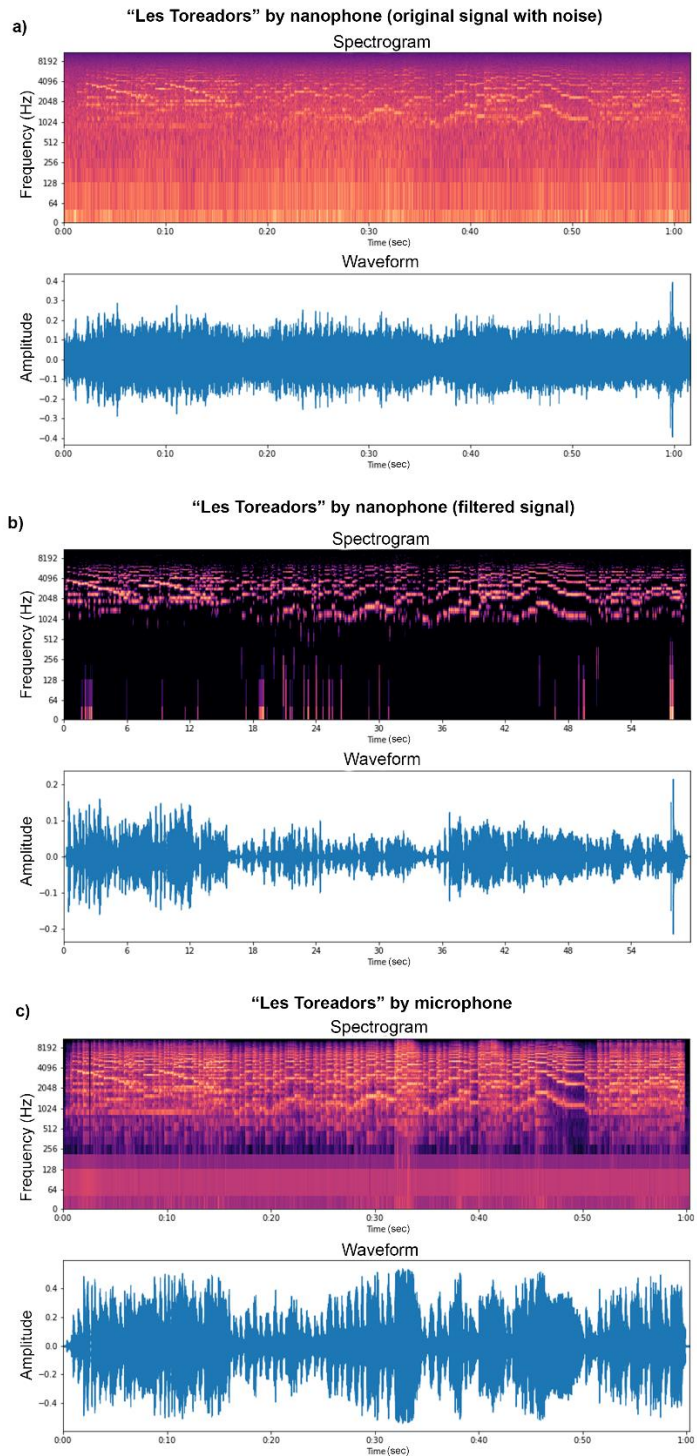 a)
“Les Toreadors” by nanophone (original signal with noise)
Spectrogram
Frequency (Hz)
8192
4096
2048
1024
512
256
128
64
0
0:00 0:10 0:20 0:30 0:40 0:50 1:00
Time (sec)
Waveform
Amplitude
0.4
0.3
0.2
0.1
0.0
−0.1
−0.2
−0.3
−0.4
0:00 0:10 0:20 0:30 0:40 0:50 1:00
Time (sec)
b)
“Les Toreadors” by nanophone (filtered signal)
Spectrogram
Frequency (Hz)
8192
4096
2048
1024
512
256
128
64
0
0 6 12 18 24 30 36 42 48 54
Time (sec)
Waveform
Amplitude
0.2
0.1
0.0
−0.1
−0.2
0 6 12 18 24 30 36 42 48 54
Time (sec)
c)
“Les Toreadors” by microphone
Spectrogram
Frequency (Hz)
8192
4096
2048
1024
512
256
128
64
0
0:00 0:10 0:20 0:30 0:40 0:50 1:00
Time (sec)
Waveform
Amplitude
0.4
0.2
0.0
−0.2
−0.4
0:00 0:10 0:20 0:30 0:40 0:50 1:00
Time (sec)